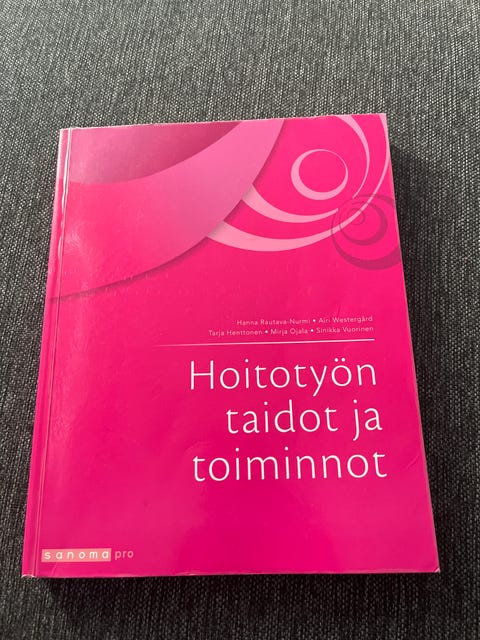 Hanna Rautava-Nurmi • Airi Westergård
Tarja Henttonen • Mirja Ojala • Sinikka Vuorinen
Hoitotyön
taidot ja
toiminnot
sanoma pro